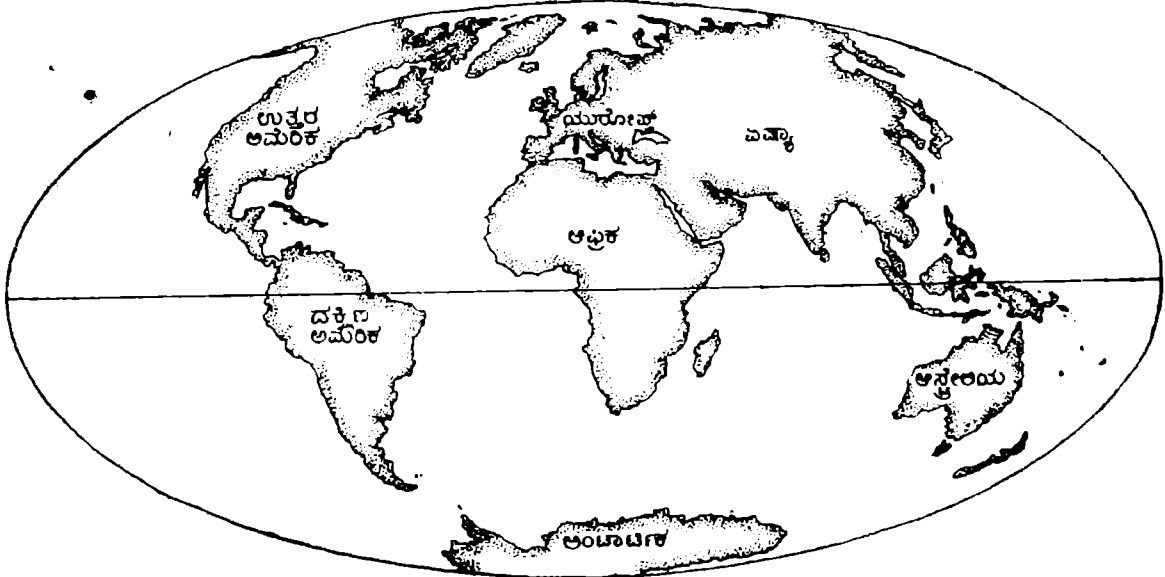 ಉತ್ತರ
ಅಮೆರಿಕ
ಯುರೋಪ್
ಏಷ್ಯಾ
ಆಫ್ರಿಕ
ದಕ್ಷಿಣ
ಅಮೆರಿಕ
ಆಸ್ಟ್ರೇಲಿಯ
ಅಂಟಾರ್ಟಿಕ